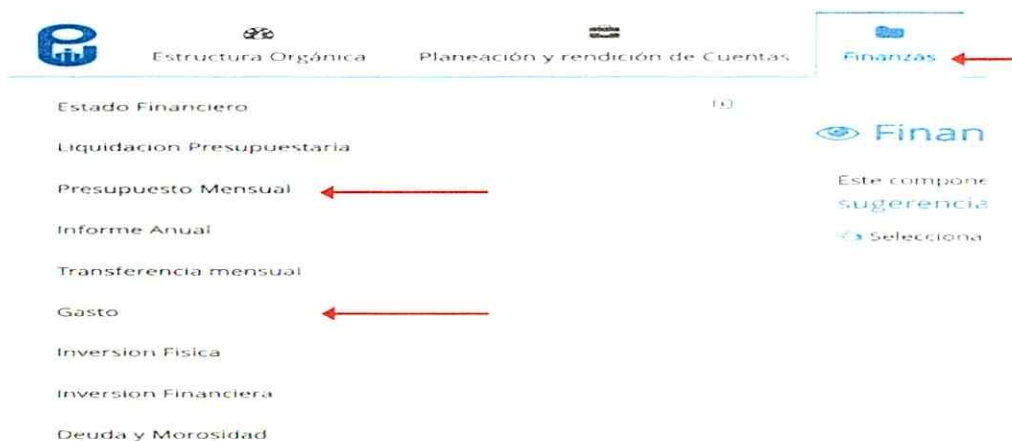 Estructura Orgánica
Planeación y rendición de Cuentas
Finanzas
Estado Financiero
Liquidacion Presupuestaria
Presupuesto Mensual
Informe Anual
Transferencia mensual
Gasto
Inversion Fisica
Inversion Financiera
Deuda y Morosidad
Finan
Este compone
sugerencia
Selecciona